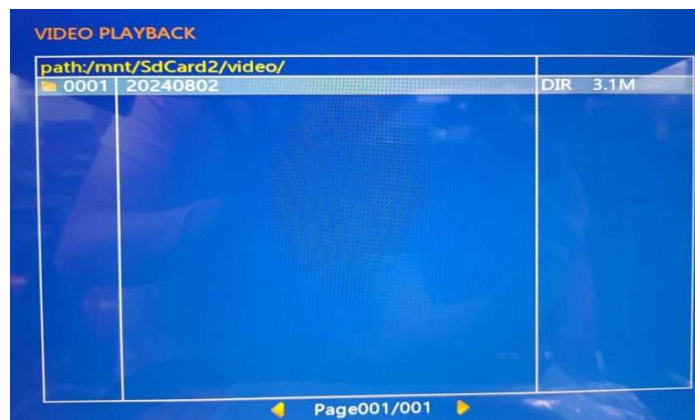 VIDEO PLAYBACK
path:/mnt/SdCard2/video/
0001 20240802 DIR 3.1M
Page001/001